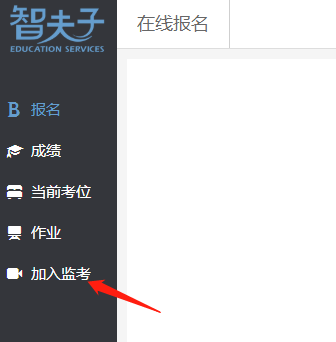 智夫子
EDUCATION SERVICES
在线报名
报名
成绩
当前考位
作业
加入监考